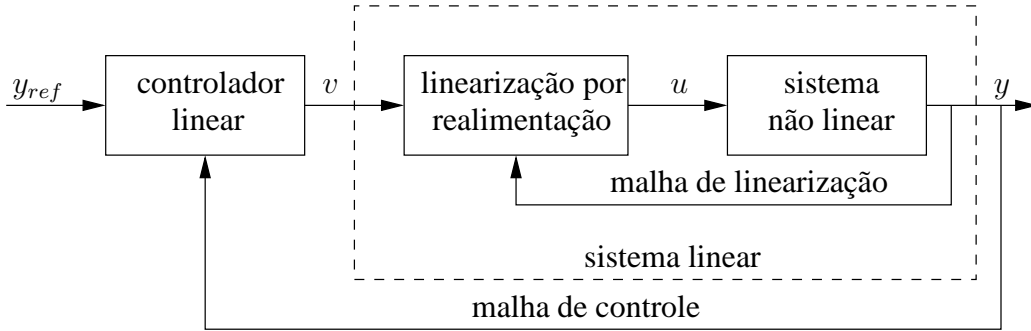 y_ref
controlador
linear
v
linearização por
realimentação
u
sistema
não linear
y
malha de linearização
sistema linear
malha de controle